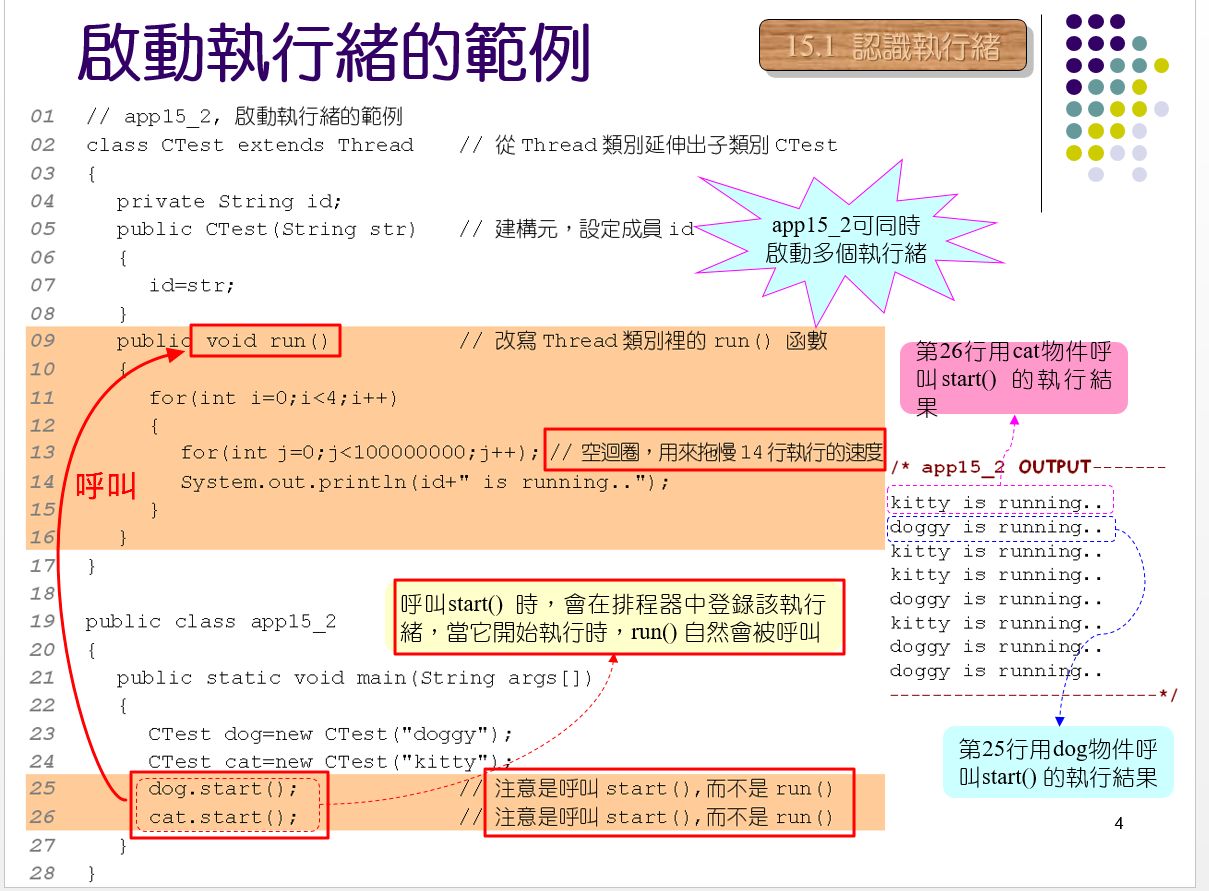 啟動執行緒的範例
15.1 認識執行緒
01 // app15_2, 啟動執行緒的範例
02 class CTest extends Thread // 從 Thread 類別延伸出子類別 CTest
03 {
04 private String id;
05 public CTest(String str) // 建構元，設定成員 id
06 {
07 id=str;
08 }
09 public void run() // 改寫 Thread 類別裡的 run() 函數
10 {
11 for(int i=0;i<4;i++)
12 {
13 for(int j=0;j<100000000;j++); // 空迴圈，用來拖慢 14 行執行的速度
14 System.out.println(id+" is running..");
15 }
16 }
17 }
18
19 public class app15_2
20 {
21 public static void main(String args[])
22 {
23 CTest dog=new CTest("doggy");
24 CTest cat=new CTest("kitty");
25 dog.start(); // 注意是呼叫 start(),而不是 run()
26 cat.start(); // 注意是呼叫 start(),而不是 run()
27 }
28 }
app15_2可同時
啟動多個執行緒
呼叫
呼叫start() 時，會在排程器中登錄該執行
緒，當它開始執行時，run() 自然會被呼叫
第26行用cat物件呼
叫start() 的執行結
果
/* app15_2 OUTPUT-------
kitty is running..
doggy is running..
kitty is running..
kitty is running..
doggy is running..
kitty is running..
doggy is running..
doggy is running..
-------------------------*/
第25行用dog物件呼
叫start() 的執行結果
4